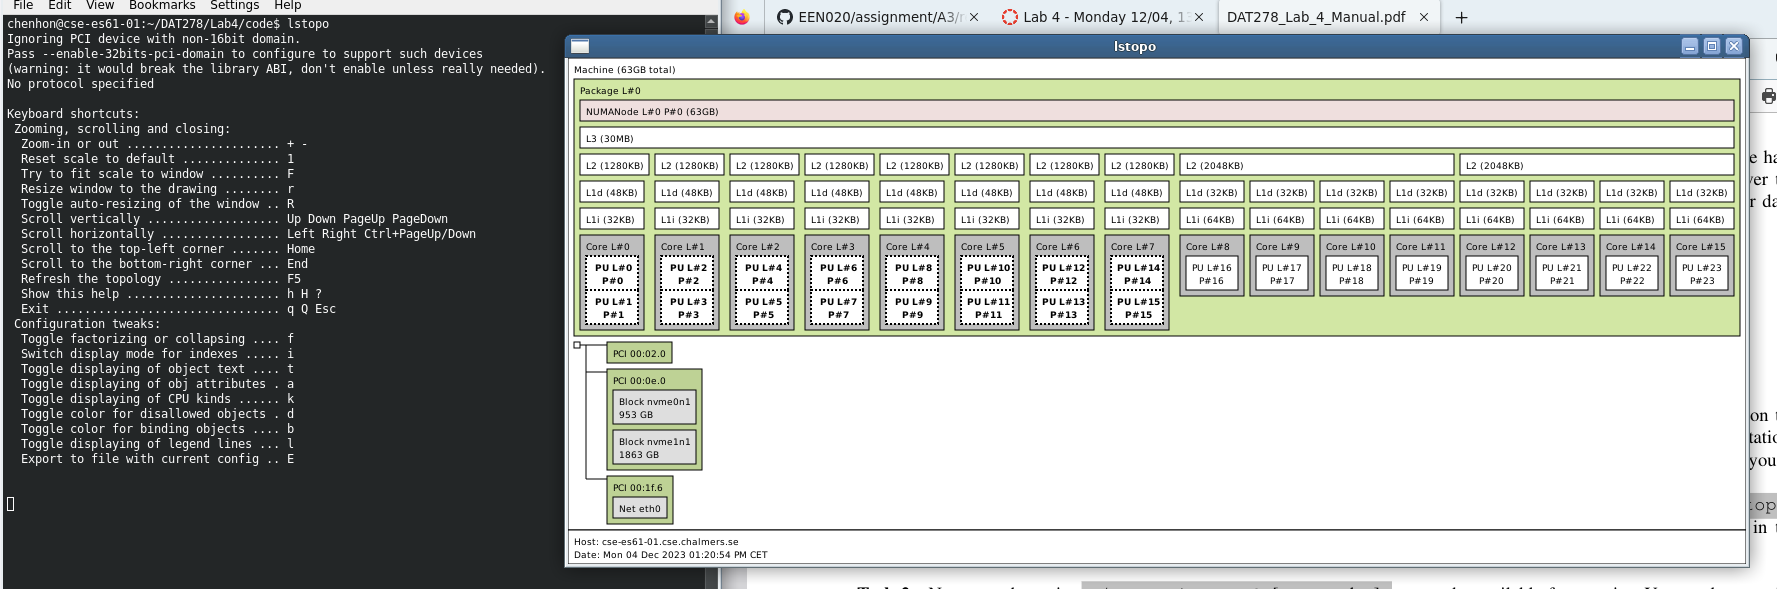 File Edit View Bookmarks Settings Help
chenhon@cse-es61-01:~/DAT278/Lab4/code$ lstopo
Ignoring PCI device with non-16bit domain.
Pass --enable-32bits-pci-domain to configure to support such devices
(warning: it would break the library ABI, don't enable unless really needed).
No protocol specified
Keyboard shortcuts:
Zooming, scrolling and closing:
Zoom-in or out ...................... + -
Reset scale to default .............. 1
Try to fit scale to window .......... F
Resize window to the drawing ........ r
Toggle auto-resizing of the window .. R
Scroll vertically ................... Up Down PageUp PageDown
Scroll horizontally ................. Left Right Ctrl+PageUp/Down
Scroll to the top-left corner ....... Home
Scroll to the bottom-right corner ... End
Refresh the topology ................ F5
Show this help ...................... h H ?
Exit ................................ q Q Esc
Configuration tweaks:
Toggle factorizing or collapsing .... f
Switch display mode for indexes ..... i
Toggle displaying of object text .... t
Toggle displaying of obj attributes . a
Toggle displaying of CPU kinds ...... k
Toggle color for disallowed objects . d
Toggle color for binding objects .... b
Toggle displaying of legend lines ... l
Export to file with current config .. E
EEN020/assignment/A3/ Lab 4 - Monday 12/04, 1 DAT278_Lab_4_Manual.pdf
lstopo
Machine (63GB total)
Package L#0
NUMANode L#0 P#0 (63GB)
L3 (30MB)
L2 (1280KB) L2 (1280KB) L2 (1280KB) L2 (1280KB) L2 (1280KB) L2 (1280KB) L2 (1280KB) L2 (1280KB) L2 (2048KB) L2 (2048KB)
L1d (48KB) L1d (48KB) L1d (48KB) L1d (48KB) L1d (48KB) L1d (48KB) L1d (48KB) L1d (48KB) L1d (32KB) L1d (32KB) L1d (32KB) L1d (32KB) L1d (32KB) L1d (32KB) L1d (32KB) L1d (32KB)
L1i (32KB) L1i (32KB) L1i (32KB) L1i (32KB) L1i (32KB) L1i (32KB) L1i (32KB) L1i (32KB) L1i (64KB) L1i (64KB) L1i (64KB) L1i (64KB) L1i (64KB) L1i (64KB) L1i (64KB) L1i (64KB)
Core L#0 Core L#1 Core L#2 Core L#3 Core L#4 Core L#5 Core L#6 Core L#7 Core L#8 Core L#9 Core L#10 Core L#11 Core L#12 Core L#13 Core L#14 Core L#15
PU L#0 PU L#2 PU L#4 PU L#6 PU L#8 PU L#10 PU L#12 PU L#14 PU L#16 PU L#17 PU L#18 PU L#19 PU L#20 PU L#21 PU L#22 PU L#23
P#0 P#2 P#4 P#6 P#8 P#10 P#12 P#14 P#16 P#17 P#18 P#19 P#20 P#21 P#22 P#23
PU L#1 PU L#3 PU L#5 PU L#7 PU L#9 PU L#11 PU L#13 PU L#15
P#1 P#3 P#5 P#7 P#9 P#11 P#13 P#15
PCI 00:02.0
PCI 00:0e.0
Block nvme0n1
953 GB
Block nvme1n1
1863 GB
PCI 00:1f.6
Net eth0
Host: cse-es61-01.cse.chalmers.se
Date: Mon 04 Dec 2023 01:20:54 PM CET